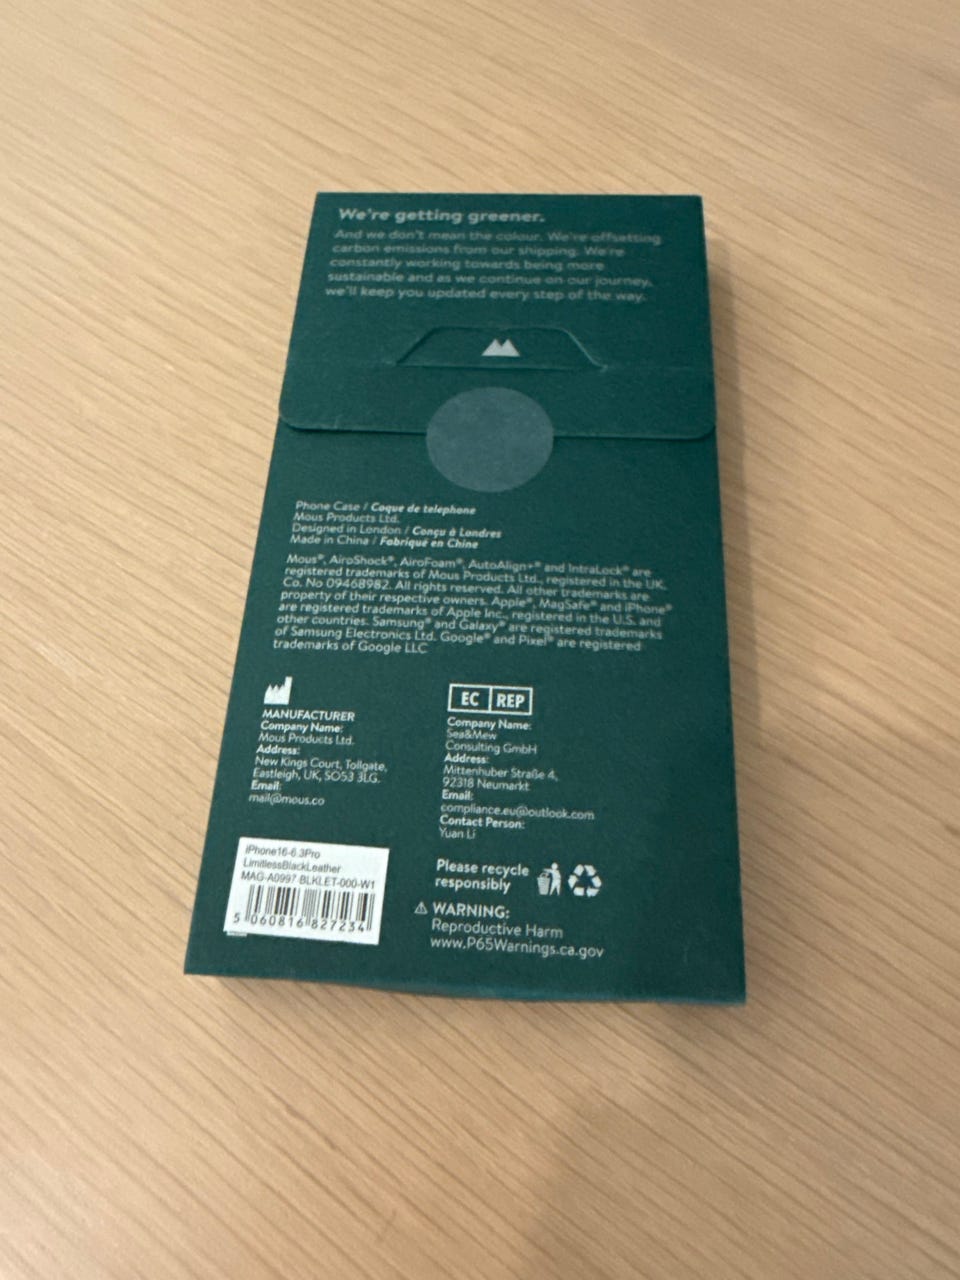 We're getting greener.
And we don't mean the colour. We're offsetting
carbon emissions from our shipping. We're
constantly working towards being more
sustainable and as we continue on our journey,
we'll keep you updated every step of the way.
Phone Case / Coque de telephone
Mous Products Ltd.
Designed in London / Conçu à Londres
Made in China / Fabriqué en Chine
Mous®, AiroShock®, AiroFoam®, AutoAlign+® and IntraLock® are
registered trademarks of Mous Products Ltd., registered in the UK.
Co. No 09468982. All rights reserved. All other trademarks are
property of their respective owners. Apple®, MagSafe® and iPhone®
are registered trademarks of Apple Inc., registered in the U.S. and
other countries. Samsung® and Galaxy® are registered trademarks
of Samsung Electronics Ltd. Google® and Pixel® are registered
trademarks of Google LLC
MANUFACTURER
Company Name:
Mous Products Ltd.
Address:
New Kings Court, Tollgate,
Eastleigh, UK, SO53 3LG.
Email:
mail@mous.co
EC REP
Company Name:
Sea&Mew
Consulting GmbH
Address:
Mittenhuber Straße 4,
92318 Neumarkt
Email:
compliance.eu@outlook.com
Contact Person:
Yuan Li
iPhone16-6.3Pro
LimitlessBlackLeather
MAG-A0997-BLKLET-000-W1
5 060816 827234
Please recycle
responsibly
WARNING:
Reproductive Harm
www.P65Warnings.ca.gov